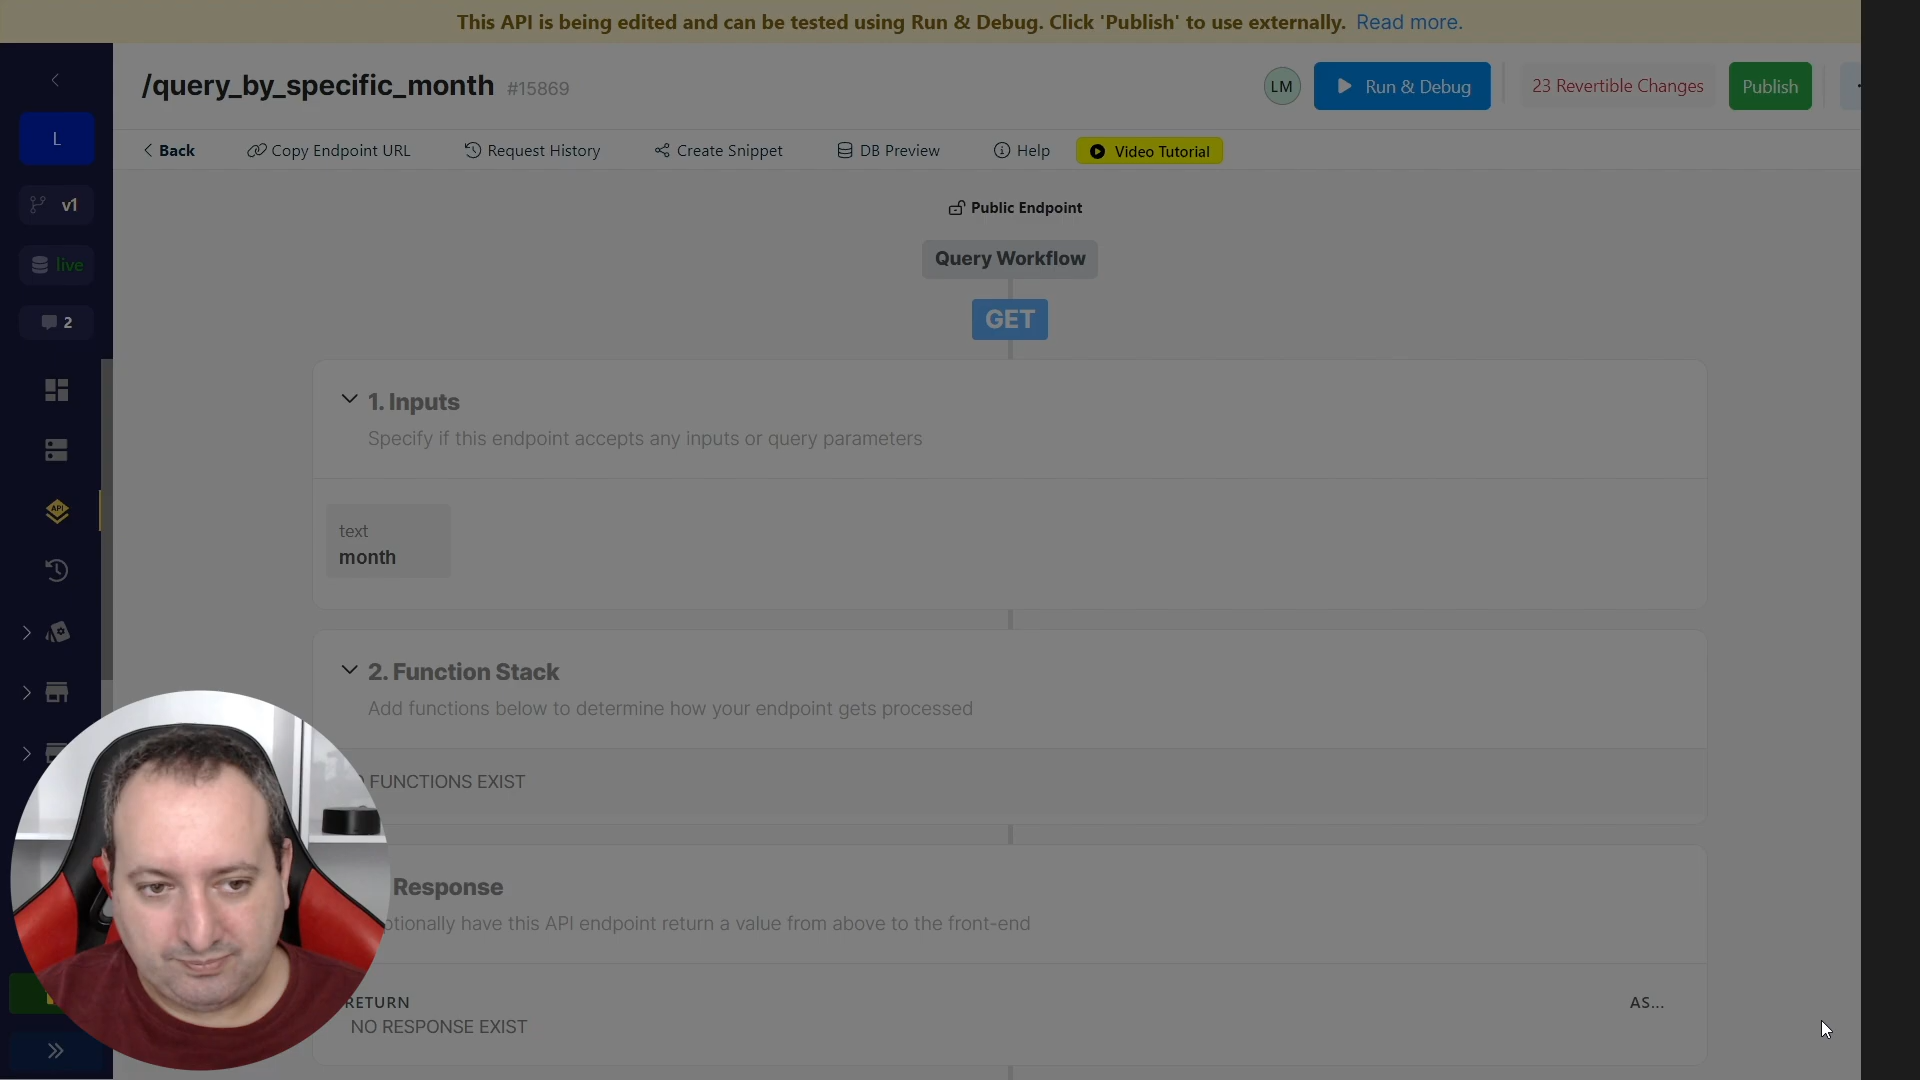 This API is being edited and can be tested using Run & Debug. Click 'Publish' to use externally. Read more.
/query_by_specific_month #15869
LM
Run & Debug
23 Revertible Changes
Publish
L
Back
Copy Endpoint URL
Request History
Create Snippet
DB Preview
Help
Video Tutorial
v1
Public Endpoint
Query Workflow
live
GET
2
1. Inputs
Specify if this endpoint accepts any inputs or query parameters
API
text
month
2. Function Stack
Add functions below to determine how your endpoint gets processed
FUNCTIONS EXIST
Response
Optionally have this API endpoint return a value from above to the front-end
RETURN
AS...
NO RESPONSE EXIST